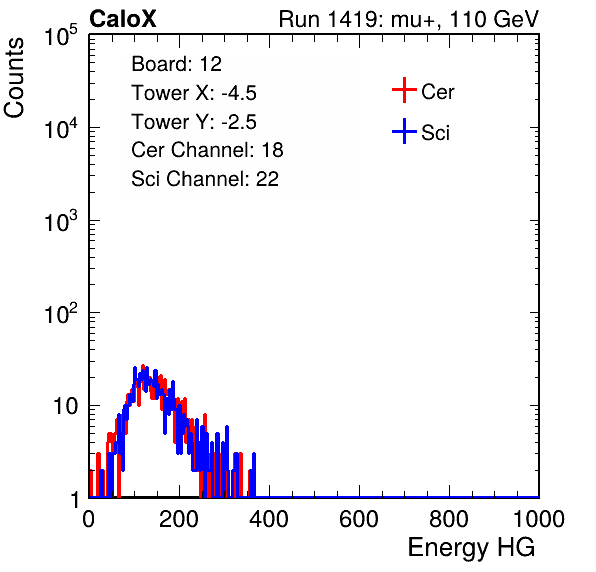 CaloX Run 1419: mu+, 110 GeV
Counts
Board: 12
Tower X: -4.5
Tower Y: -2.5
Cer Channel: 18
Sci Channel: 22
Cer
Sci
10^5
10^4
10^3
10^2
10
1
0 200 400 600 800 1000
Energy HG